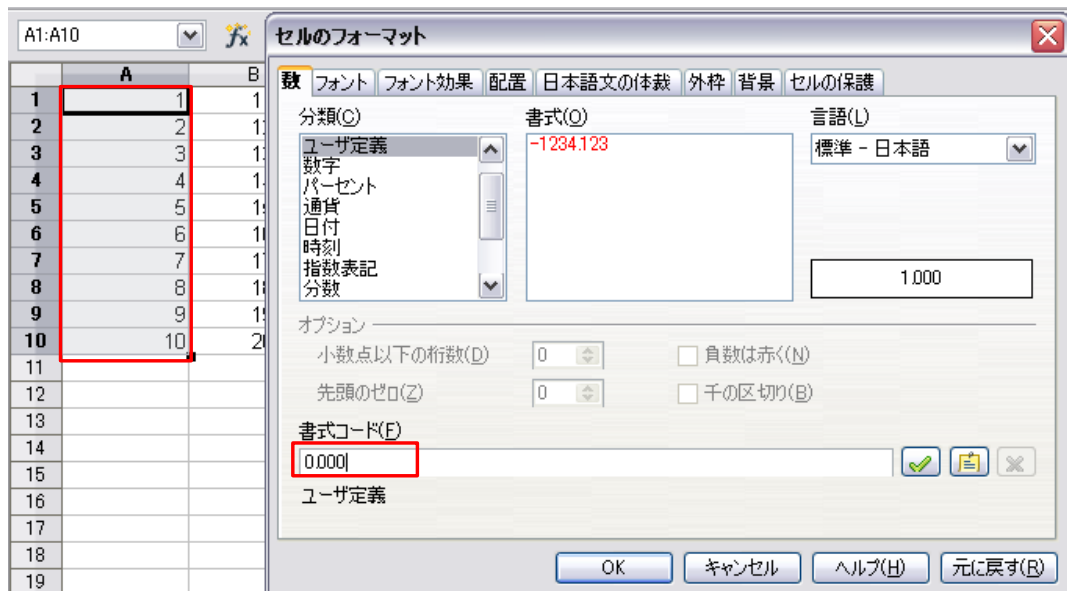 A1:A10
fx
セルのフォーマット
A
B
1 1
2 2
3 3
4 4
5 5
6 6
7 7
8 8
9 9
10 10
11
12
13
14
15
16
17
18
19
数 フォント フォント効果 配置 日本語文の体裁 外枠 背景 セルの保護
分類(C) 書式(O) 言語(L)
ユーザ定義
数字
パーセント
通貨
日付
時刻
指数表記
分数
-1234.123
標準 - 日本語
1.000
オプション
小数点以下の桁数(D) 0 負数は赤く(N)
先頭のゼロ(Z) 0 千の区切り(B)
書式コード(F)
0.000
ユーザ定義
OK キャンセル ヘルプ(H) 元に戻す(R)